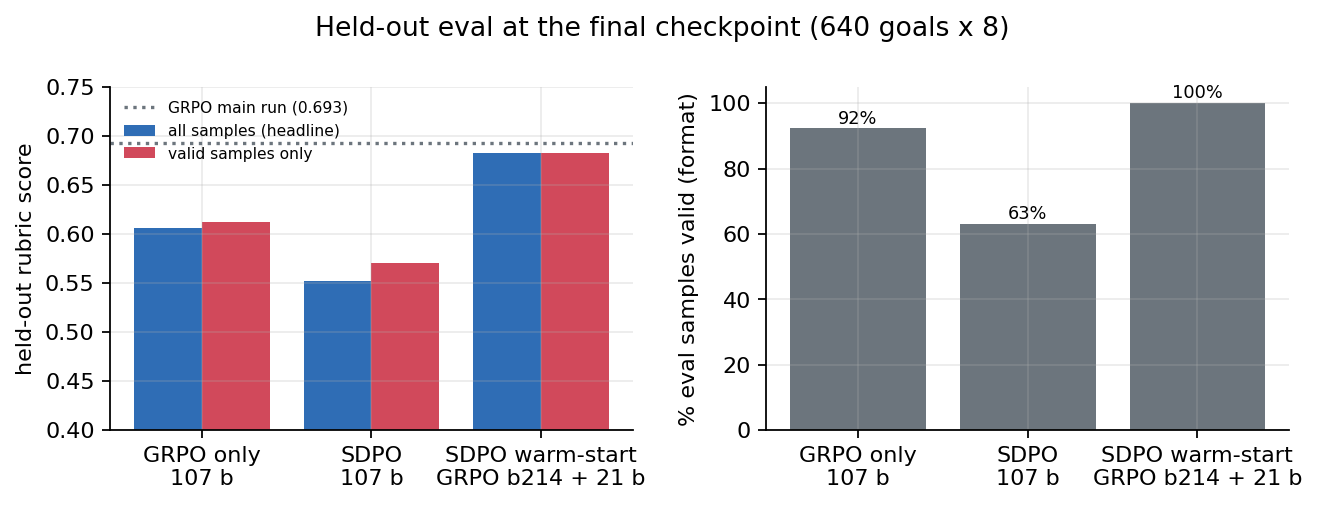 Held-out eval at the final checkpoint (640 goals x 8)
held-out rubric score
0.75
0.70
0.65
0.60
0.55
0.50
0.45
0.40
GRPO main run (0.693)
all samples (headline)
valid samples only
GRPO only
107 b
SDPO
107 b
SDPO warm-start
GRPO b214 + 21 b
% eval samples valid (format)
100
80
60
40
20
0
92%
63%
100%
GRPO only
107 b
SDPO
107 b
SDPO warm-start
GRPO b214 + 21 b